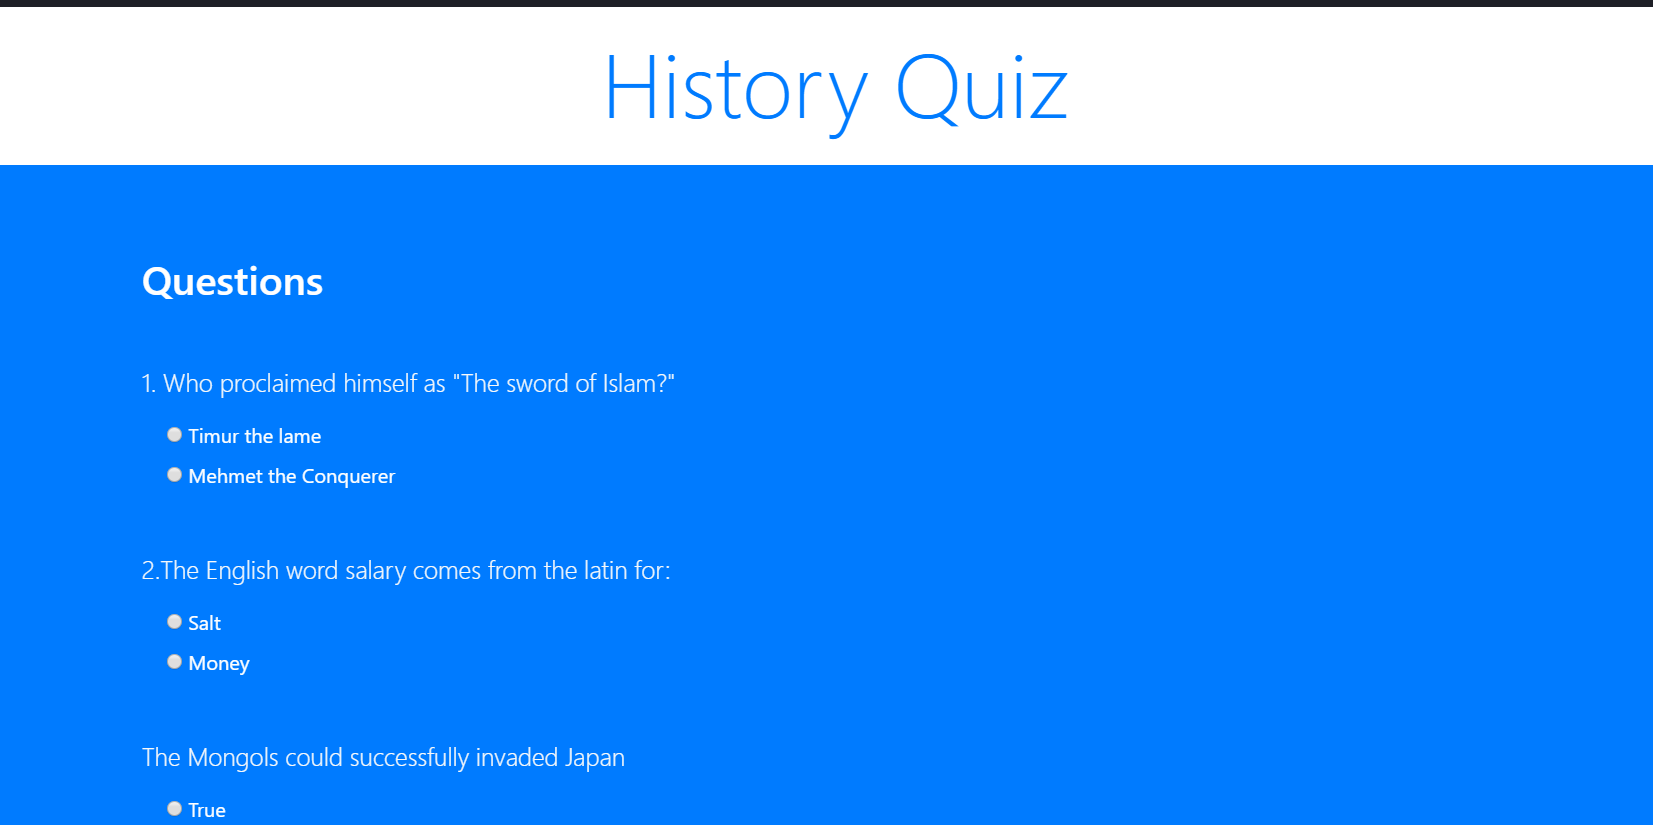 History Quiz
Questions
1. Who proclaimed himself as "The sword of Islam?"
Timur the lame
Mehmet the Conquerer
2.The English word salary comes from the latin for:
Salt
Money
The Mongols could successfully invaded Japan
True